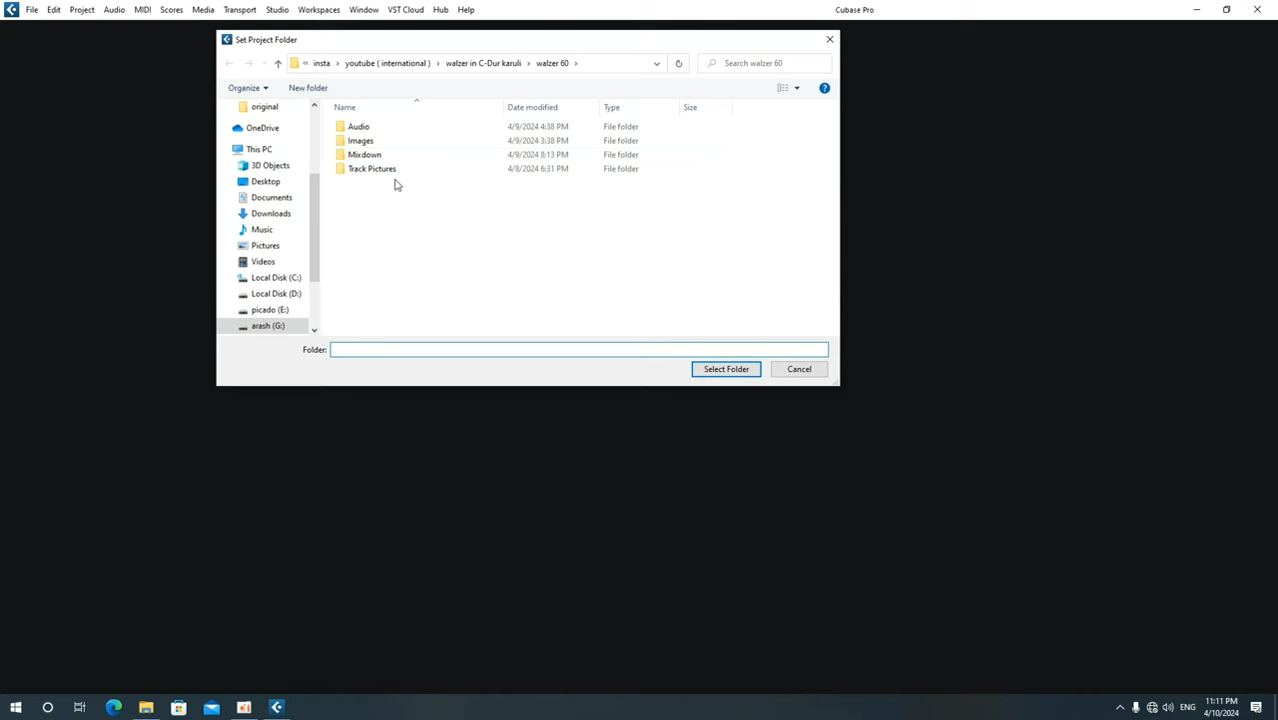 File Edit Project Audio MIDI Scores Media Transport Studio Workspaces Window VST Cloud Hub Help Cubase Pro
Set Project Folder
« insta › youtube ( international ) › walzer in C-Dur karuli › walzer 60 › Search walzer 60
Organize New folder
Name Date modified Type Size
original
Audio 4/9/2024 4:38 PM File folder
OneDrive
Images 4/9/2024 3:38 PM File folder
This PC
Mixdown 4/9/2024 8:13 PM File folder
3D Objects
Track Pictures 4/8/2024 6:31 PM File folder
Desktop
Documents
Downloads
Music
Pictures
Videos
Local Disk (C:)
Local Disk (D:)
picado (E:)
arash (G:)
Folder:
Select Folder Cancel
ENG
11:11 PM
4/10/2024